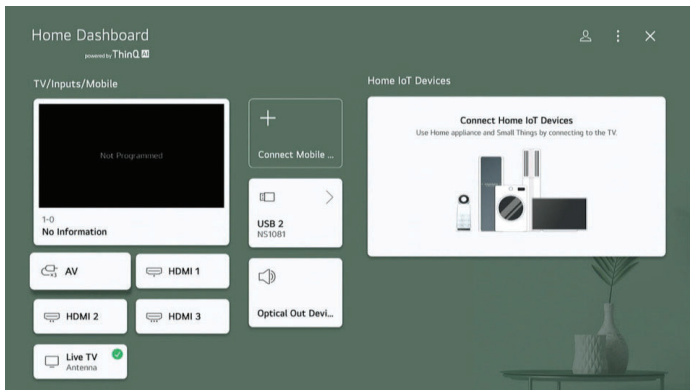 Home Dashboard
powered by ThinQ AI
TV/Inputs/Mobile
Not Programmed
1-0
No Information
AV
HDMI 1
HDMI 2
HDMI 3
Live TV
Antenna
Connect Mobile ...
USB 2
NS1081
Optical Out Devi...
Home IoT Devices
Connect Home IoT Devices
Use Home appliance and Small Things by connecting to the TV.